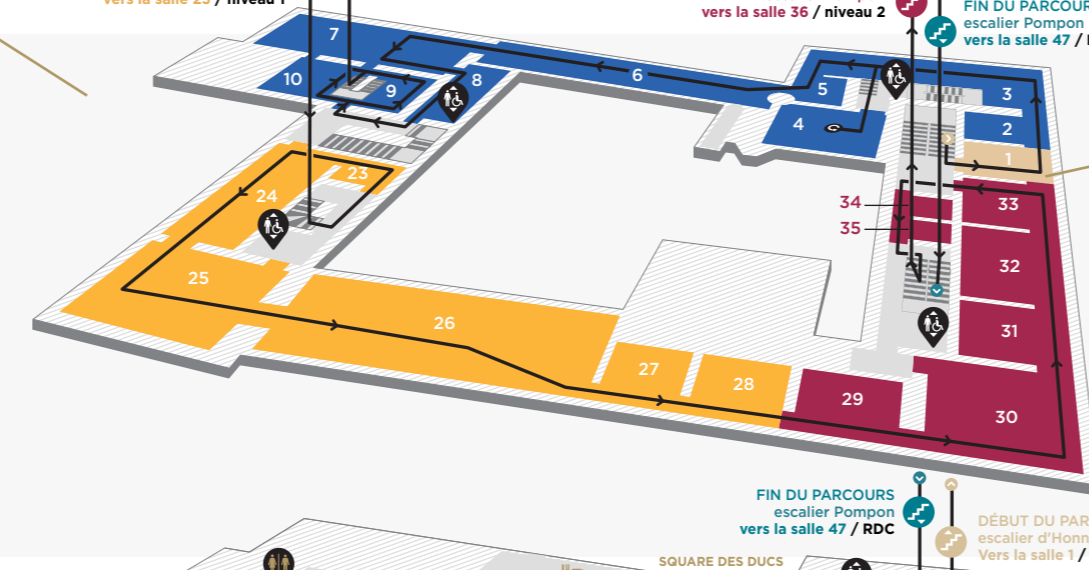 vers la salle 23 / niveau 1
vers la salle 36 / niveau 2
FIN DU PARCOURS
escalier Pompon
vers la salle 47 /
7
10
9
8
6
5
4
3
2
1
23
24
25
26
27
28
29
30
31
32
33
34
35
FIN DU PARCOURS
escalier Pompon
vers la salle 47 / RDC
DÉBUT DU PAR
escalier d'Honn
Vers la salle 1 /
SQUARE DES DUCS